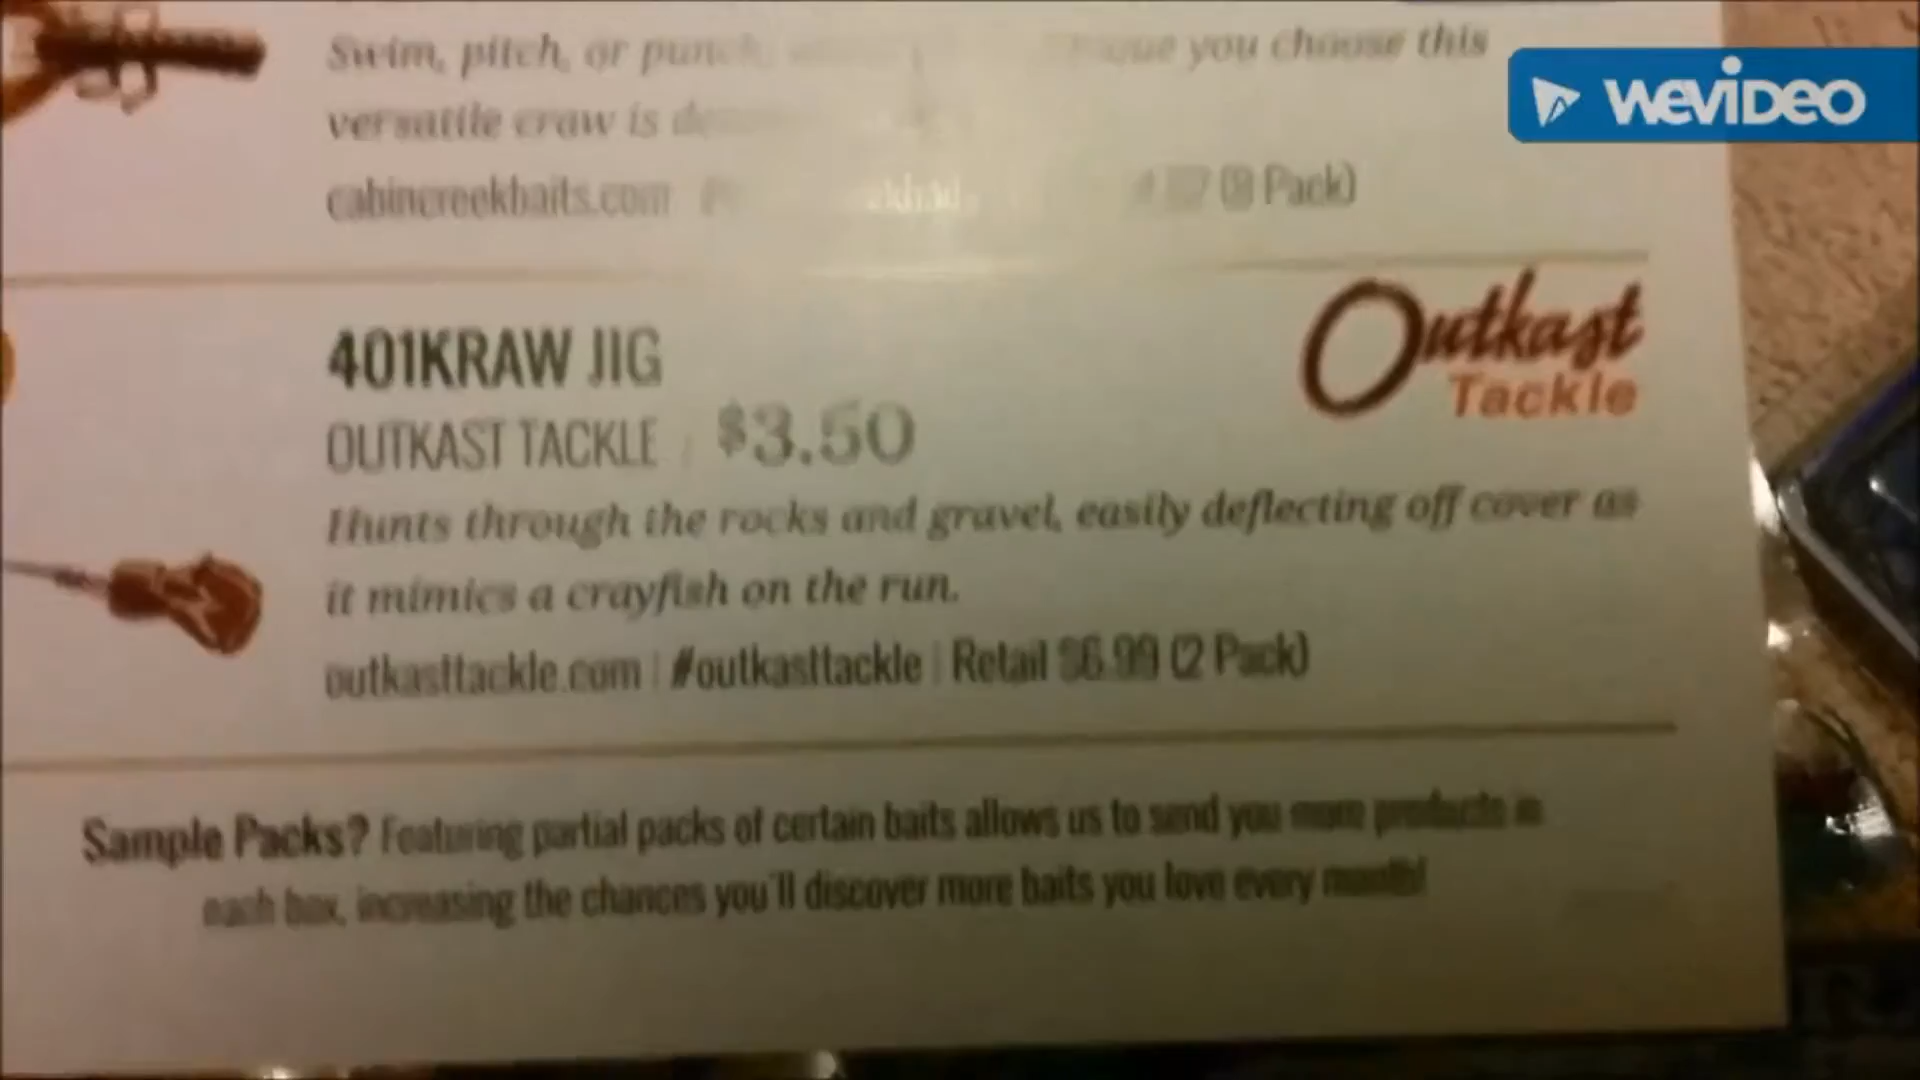 Swim, pitch, or punch, you choose this
WEVIDEO
versatile craw is
cabincreekbaits.com Pack)
401KRAW JIG
Outkast
Tackle
OUTKAST TACKLE | $3.50
Hunts through the rocks and gravel, easily deflecting off cover as
it mimics a crayfish on the run.
outkasttackle.com | #outkasttackle | Retail $6.99 (2 Pack)
Sample Packs? Featuring partial packs of certain baits allows us to send you more products in
each box, increasing the chances you'll discover more baits you love every month!